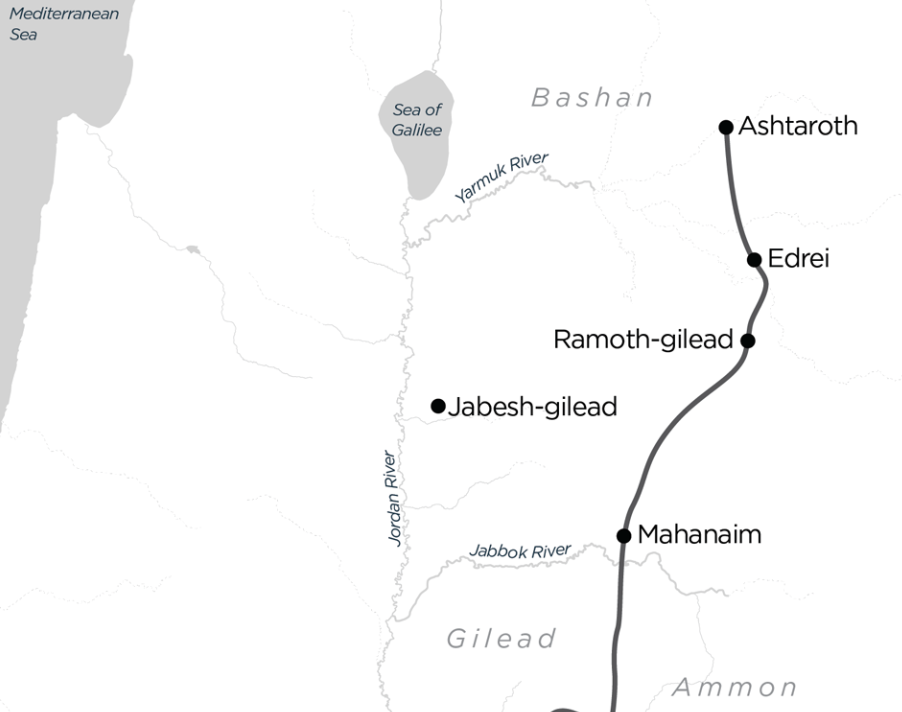 Mediterranean
Sea
Bashan
Sea of
Galilee
Ashtaroth
Yarmuk River
Edrei
Ramoth-gilead
Jabesh-gilead
Jordan River
Mahanaim
Jabbok River
Gilead
Ammon